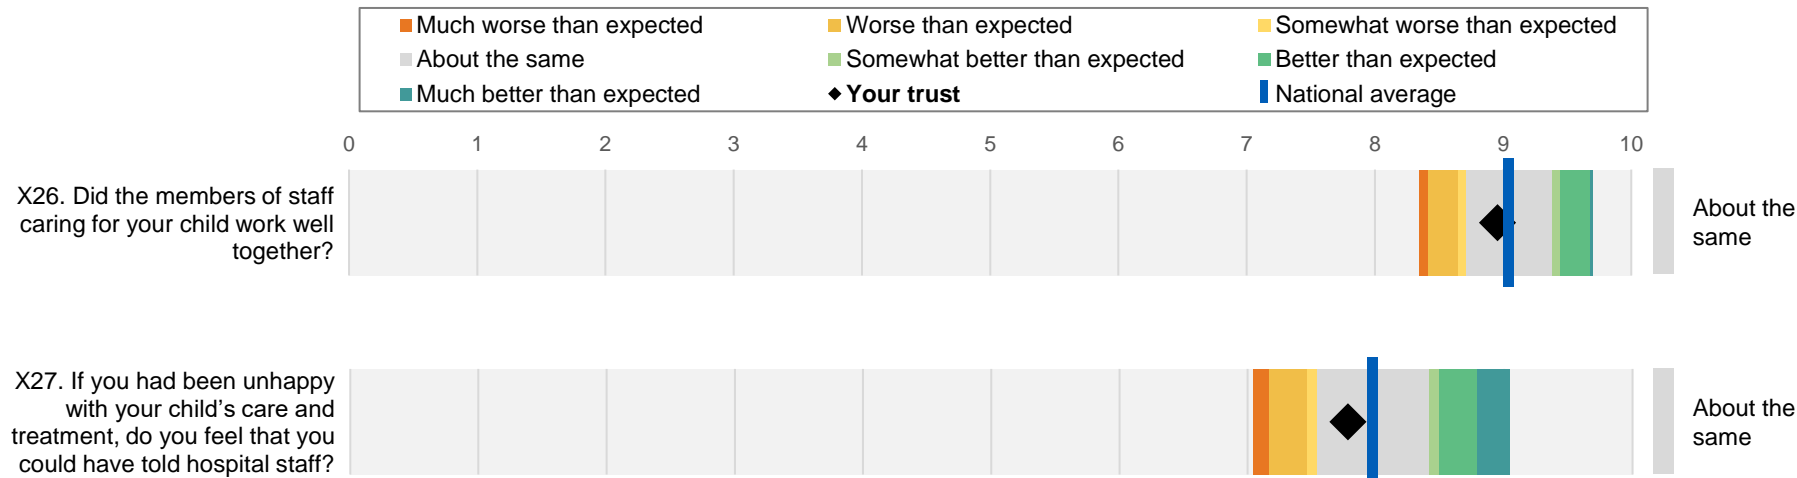 Much worse than expected
Worse than expected
Somewhat worse than expected
About the same
Somewhat better than expected
Better than expected
Much better than expected
Your trust
National average
0 1 2 3 4 5 6 7 8 9 10
X26. Did the members of staff
caring for your child work well
together?
About the
same
X27. If you had been unhappy
with your child’s care and
treatment, do you feel that you
could have told hospital staff?
About the
same